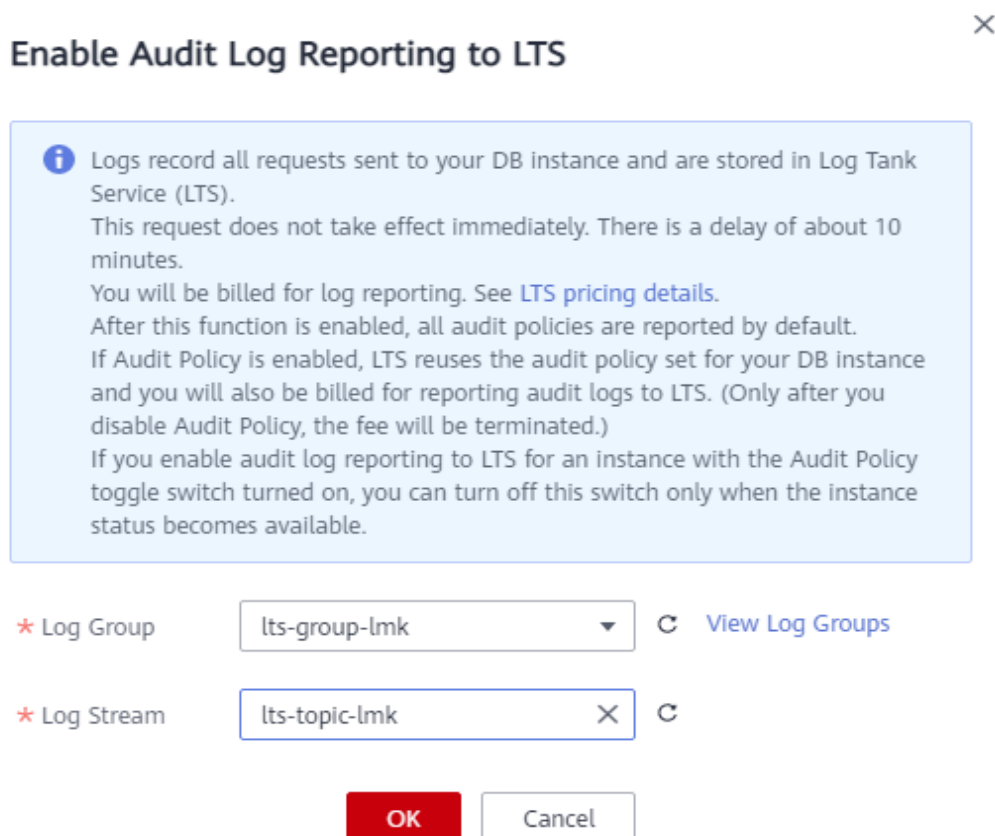 Enable Audit Log Reporting to LTS
Logs record all requests sent to your DB instance and are stored in Log Tank
Service (LTS).
This request does not take effect immediately. There is a delay of about 10
minutes.
You will be billed for log reporting. See LTS pricing details.
After this function is enabled, all audit policies are reported by default.
If Audit Policy is enabled, LTS reuses the audit policy set for your DB instance
and you will also be billed for reporting audit logs to LTS. (Only after you
disable Audit Policy, the fee will be terminated.)
If you enable audit log reporting to LTS for an instance with the Audit Policy
toggle switch turned on, you can turn off this switch only when the instance
status becomes available.
* Log Group lts-group-lmk View Log Groups
* Log Stream lts-topic-lmk
OK Cancel